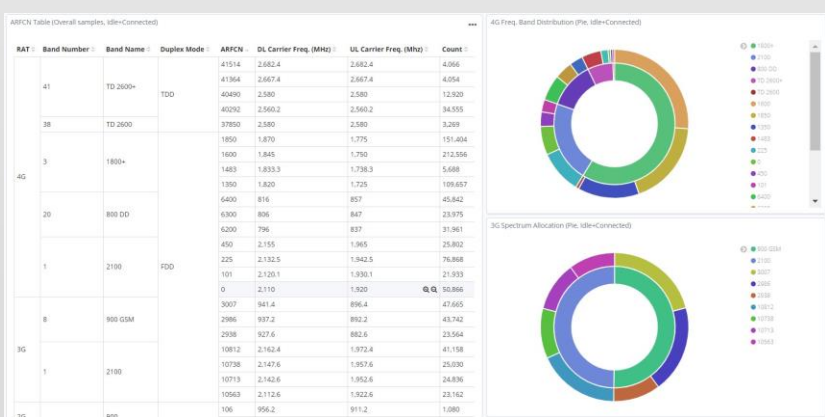 ARFCN Table (Overall samples, Idle+Connected)
RAT Band Number Band Name Duplex Mode ARFCN DL Carrier Freq. (MHz) UL Carrier Freq. (Mhz) Count
41514 2,682.4 2,682.4 4,066
41 TD 2600+ TDD 41364 2,667.4 2,667.4 4,054
40490 2,580 2,580 12,920
40292 2,560.2 2,560.2 34,555
38 TD 2600 37850 2,580 2,580 3,269
4G 3 1800+ FDD 1850 1,870 1,775 151,404
1600 1,845 1,750 212,556
1483 1,833.3 1,738.3 5,688
1350 1,820 1,725 109,657
20 800 DD 6400 816 857 45,842
6300 806 847 23,975
6200 796 837 31,961
1 2100 450 2,155 1,965 25,802
225 2,132.5 1,942.5 76,868
101 2,120.1 1,930.1 21,933
0 2,110 1,920 50,866
3G 8 900 GSM 3007 941.4 896.4 47,665
2986 937.2 892.2 43,742
2938 927.6 882.6 23,564
1 2100 10812 2,162.4 1,972.4 41,158
10738 2,147.6 1,957.6 25,030
10713 2,142.6 1,952.6 24,836
10563 2,112.6 1,922.6 23,162
106 956.2 911.2 1,080
4G Freq. Band Distribution (Pie, Idle+Connected)
1800+
2100
800 DD
TD 2600+
TD 2600
1600
1850
1350
1483
225
0
450
101
6400
3G Spectrum Allocation (Pie, Idle+Connected)
900 GSM
2100
3007
2986
2938
10812
10738
10713
10563